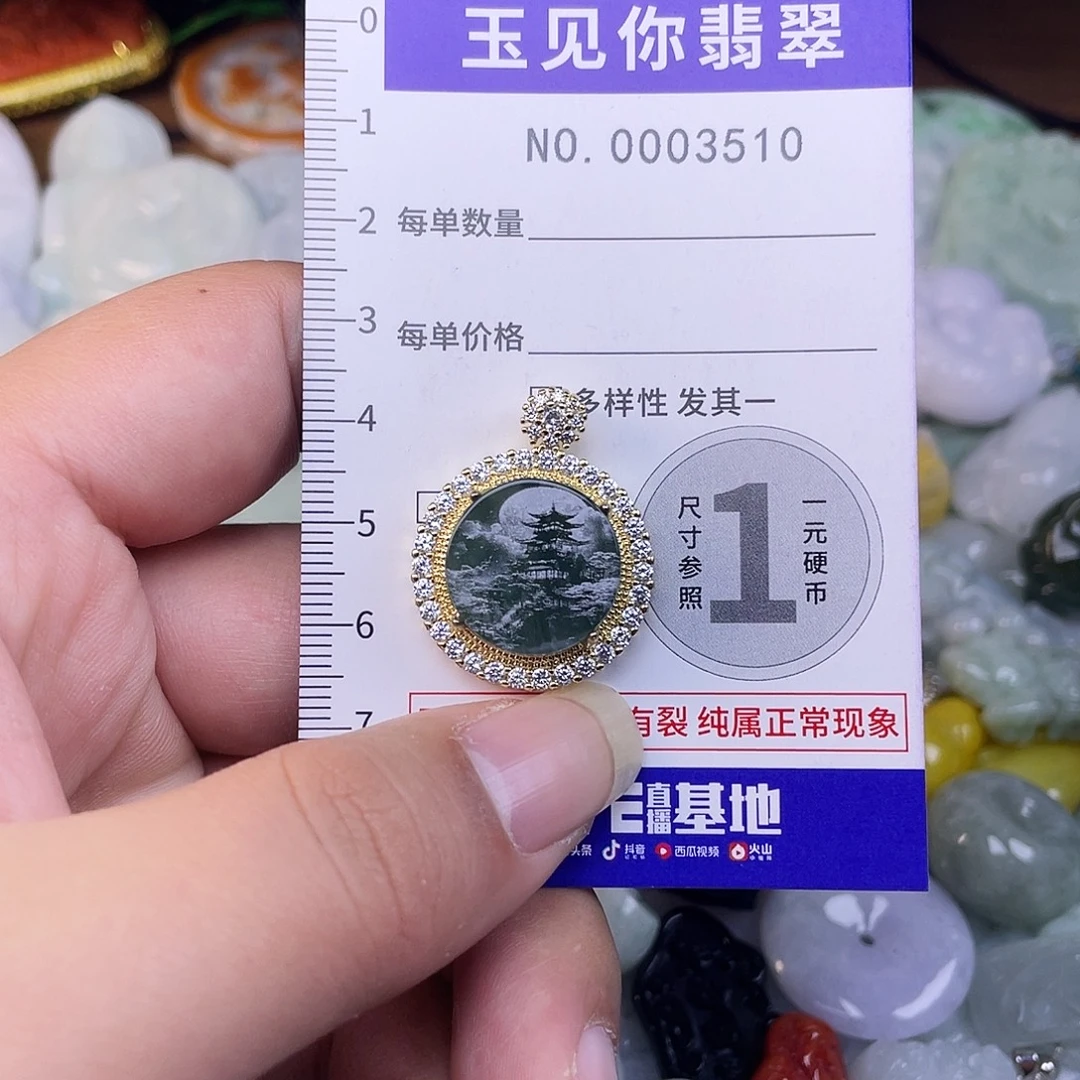 0
玉见你翡翠
1
NO. 0003510
2
每单数量
3
每单价格
4
多样性 发其一
5
尺寸参照
1
一元硬币
6
7
有裂 纯属正常现象
直播基地
头条 抖音 西瓜视频 火山